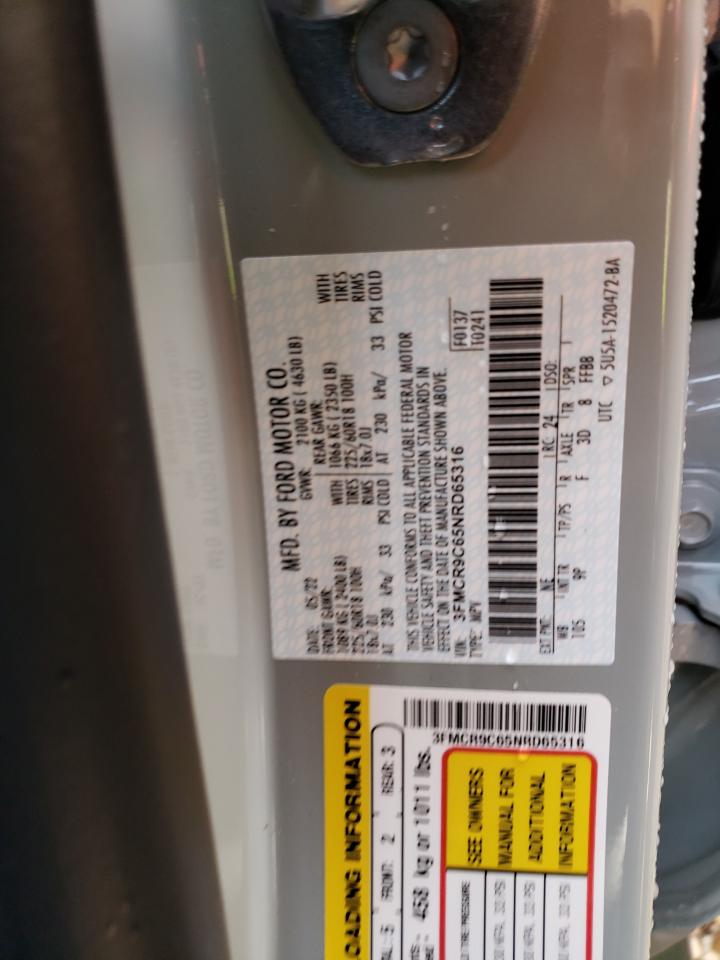 MFD. BY FORD MOTOR CO.
DATE: 05/22
GVWR: 2100 KG ( 4630 LB)
FRONT GAWR:
1089 KG ( 2400 LB)
225/60R18 100H
18x7.0J
WITH
TIRES
RIMS
AT 230 kPa/ 33 PSI COLD
REAR GAWR:
1066 KG ( 2350 LB)
225/60R18 100H
18x7.0J
WITH
TIRES
RIMS
AT 230 kPa/ 33 PSI COLD
THIS VEHICLE CONFORMS TO ALL APPLICABLE FEDERAL MOTOR
VEHICLE SAFETY AND THEFT PREVENTION STANDARDS IN
EFFECT ON THE DATE OF MANUFACTURE SHOWN ABOVE.
VIN: 3FMCR9C65NRD65316
TYPE: MPV
F0137
T0241
EXT PNT: NE RC: 24 DSO:
WB INT TR TP/PS R AXLE TR SPR
105 9P F 3D 8 FFBB
UTC ▽ 5U5A-1520472-BA
LOADING INFORMATION
FRONT: 2 REAR: 3
458 kg or 1011 lbs.
3FMCR9C65NRD65316
SEE OWNERS
MANUAL FOR
ADDITIONAL
INFORMATION
TIRE PRESSURE